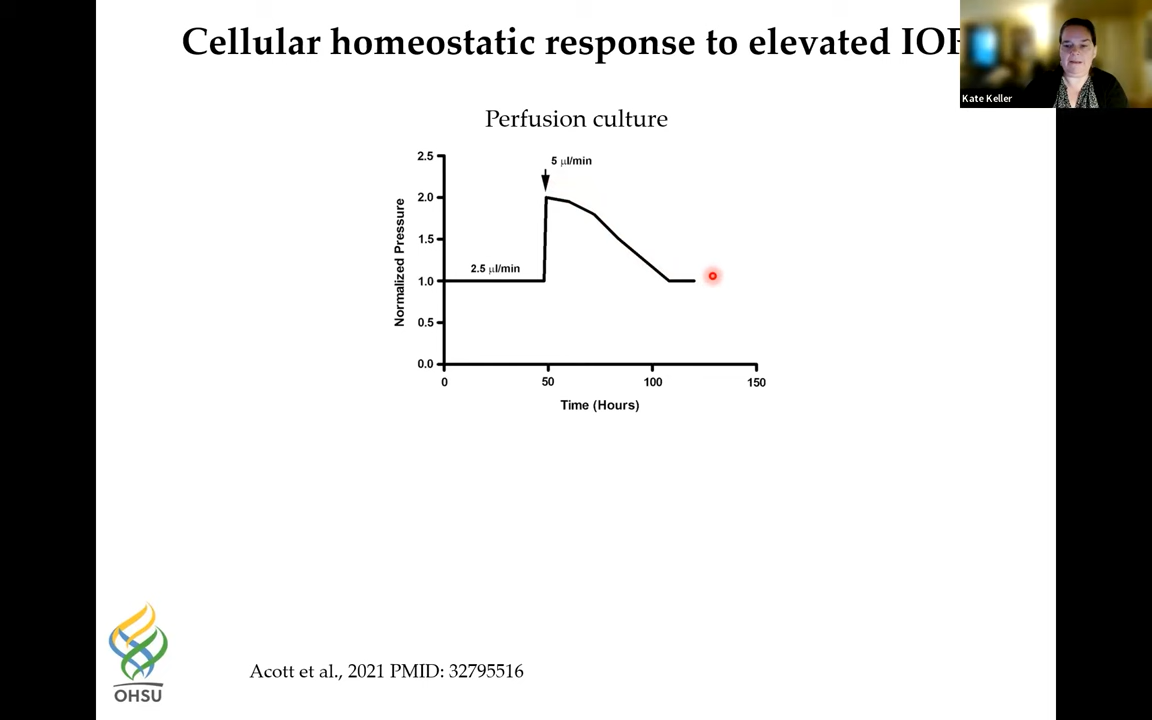 Cellular homeostatic response to elevated IOP
Kate Keller
Perfusion culture
5 µl/min
2.5 µl/min
Normalized Pressure
2.5
2.0
1.5
1.0
0.5
0.0
0
50
100
150
Time (Hours)
Acott et al., 2021 PMID: 32795516
OHSU